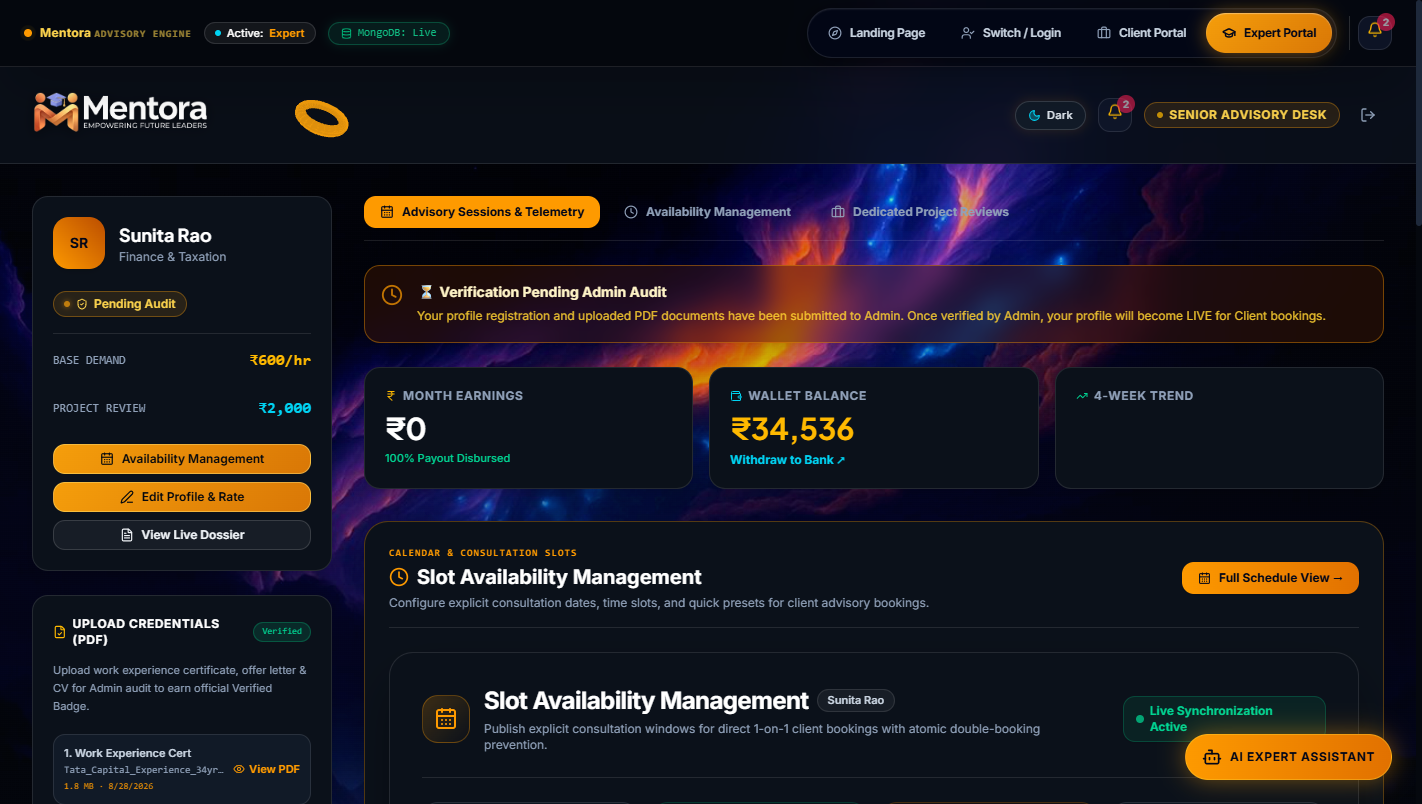 Mentora ADVISORY ENGINE
Active: Expert
MongoDB: Live
Landing Page
Switch / Login
Client Portal
Expert Portal
2
Mentora
EMPOWERING FUTURE LEADERS
Dark
2
SENIOR ADVISORY DESK
SR
Sunita Rao
Finance & Taxation
Pending Audit
BASE DEMAND ₹600/hr
PROJECT REVIEW ₹2,000
Availability Management
Edit Profile & Rate
View Live Dossier
UPLOAD CREDENTIALS
(PDF)
Verified
Upload work experience certificate, offer letter &
CV for Admin audit to earn official Verified
Badge.
1. Work Experience Cert
Tata_Capital_Experience_34yr…
View PDF
1.8 MB · 8/28/2026
Advisory Sessions & Telemetry
Availability Management
Dedicated Project Reviews
⏳ Verification Pending Admin Audit
Your profile registration and uploaded PDF documents have been submitted to Admin. Once verified by Admin, your profile will become LIVE for Client bookings.
₹ MONTH EARNINGS
₹0
100% Payout Disbursed
WALLET BALANCE
₹34,536
Withdraw to Bank ↗
4-WEEK TREND
CALENDAR & CONSULTATION SLOTS
Slot Availability Management
Configure explicit consultation dates, time slots, and quick presets for client advisory bookings.
Full Schedule View →
Slot Availability Management
Sunita Rao
Publish explicit consultation windows for direct 1-on-1 client bookings with atomic double-booking
prevention.
Live Synchronization
Active
AI EXPERT ASSISTANT